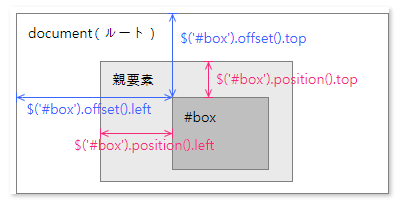 document( ルート )
$('#box').offset().top
親要素
$('#box').position().top
$('#box').offset().left
#box
$('#box').position().left